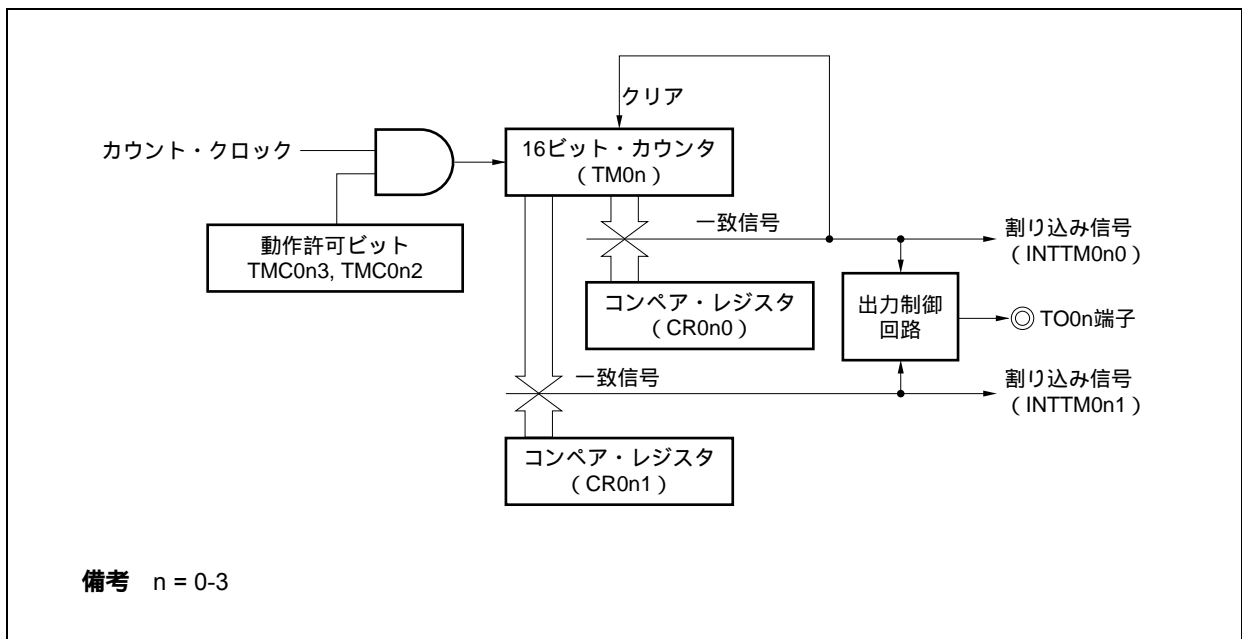 クリア
カウント・クロック
16ビット・カウンタ
（TM0n）
一致信号
割り込み信号
（INTTM0n0）
動作許可ビット
TMC0n3, TMC0n2
コンペア・レジスタ
（CR0n0）
出力制御
回路
TO0n端子
一致信号
割り込み信号
（INTTM0n1）
コンペア・レジスタ
（CR0n1）
備考 n = 0-3